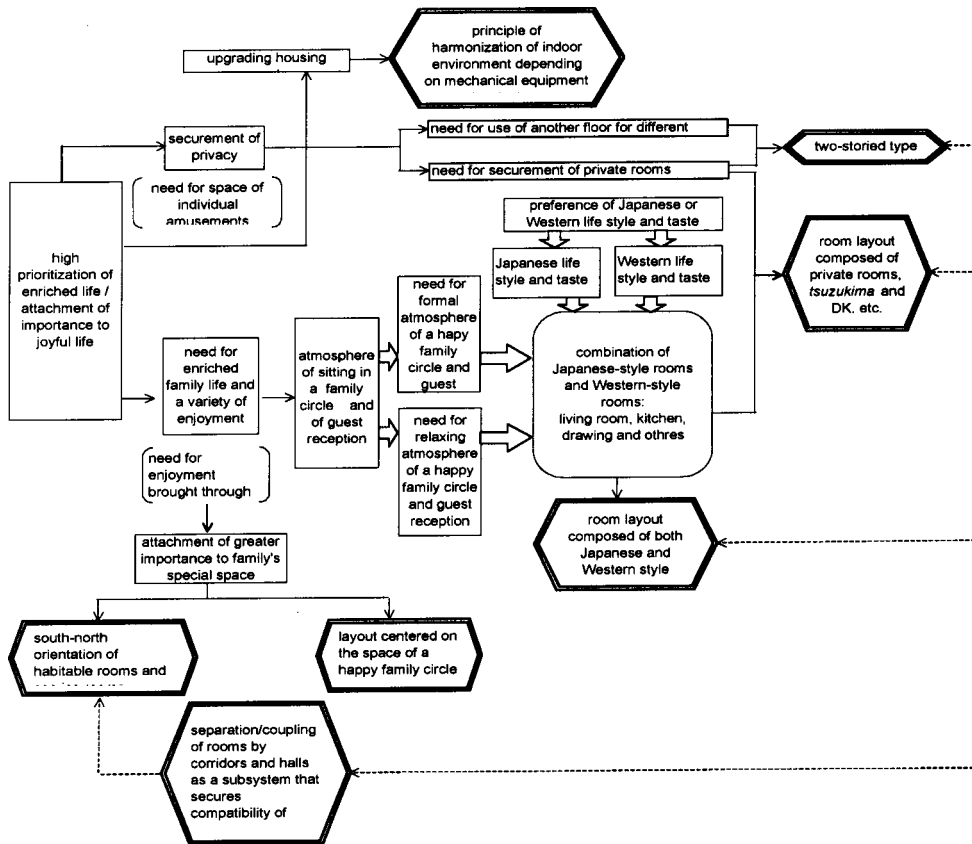 principle of
harmonization of indoor
environment depending
on mechanical equipment
upgrading housing
securement of
privacy
need for use of another floor for different
need for securement of private rooms
two-storied type
need for space of
individual
amusements
preference of Japanese or
Western life style and taste
Japanese life
style and taste
Western life
style and taste
room layout
composed of
private rooms,
tsuzukima and
DK. etc.
high
prioritization of
enriched life /
attachment of
importance to
joyful life
need for
enriched
family life and
a variety of
enjoyment
atmosphere
of sitting in
a family
circle and
of guest
reception
need for
formal
atmosphere
of a hapy
family
circle and
guest
need for
relaxing
atmosphere
of a happy
family circle
and guest
reception
combination of
Japanese-style rooms
and Western-style
rooms:
living room, kitchen,
drawing and othres
need for
enjoyment
brought through
attachment of greater
importance to family's
special space
room layout
composed of both
Japanese and
Western style
south-north
orientation of
habitable rooms and
layout centered on
the space of a
happy family circle
separation/coupling
of rooms by
corridors and halls
as a subsystem that
secures
compatibility of